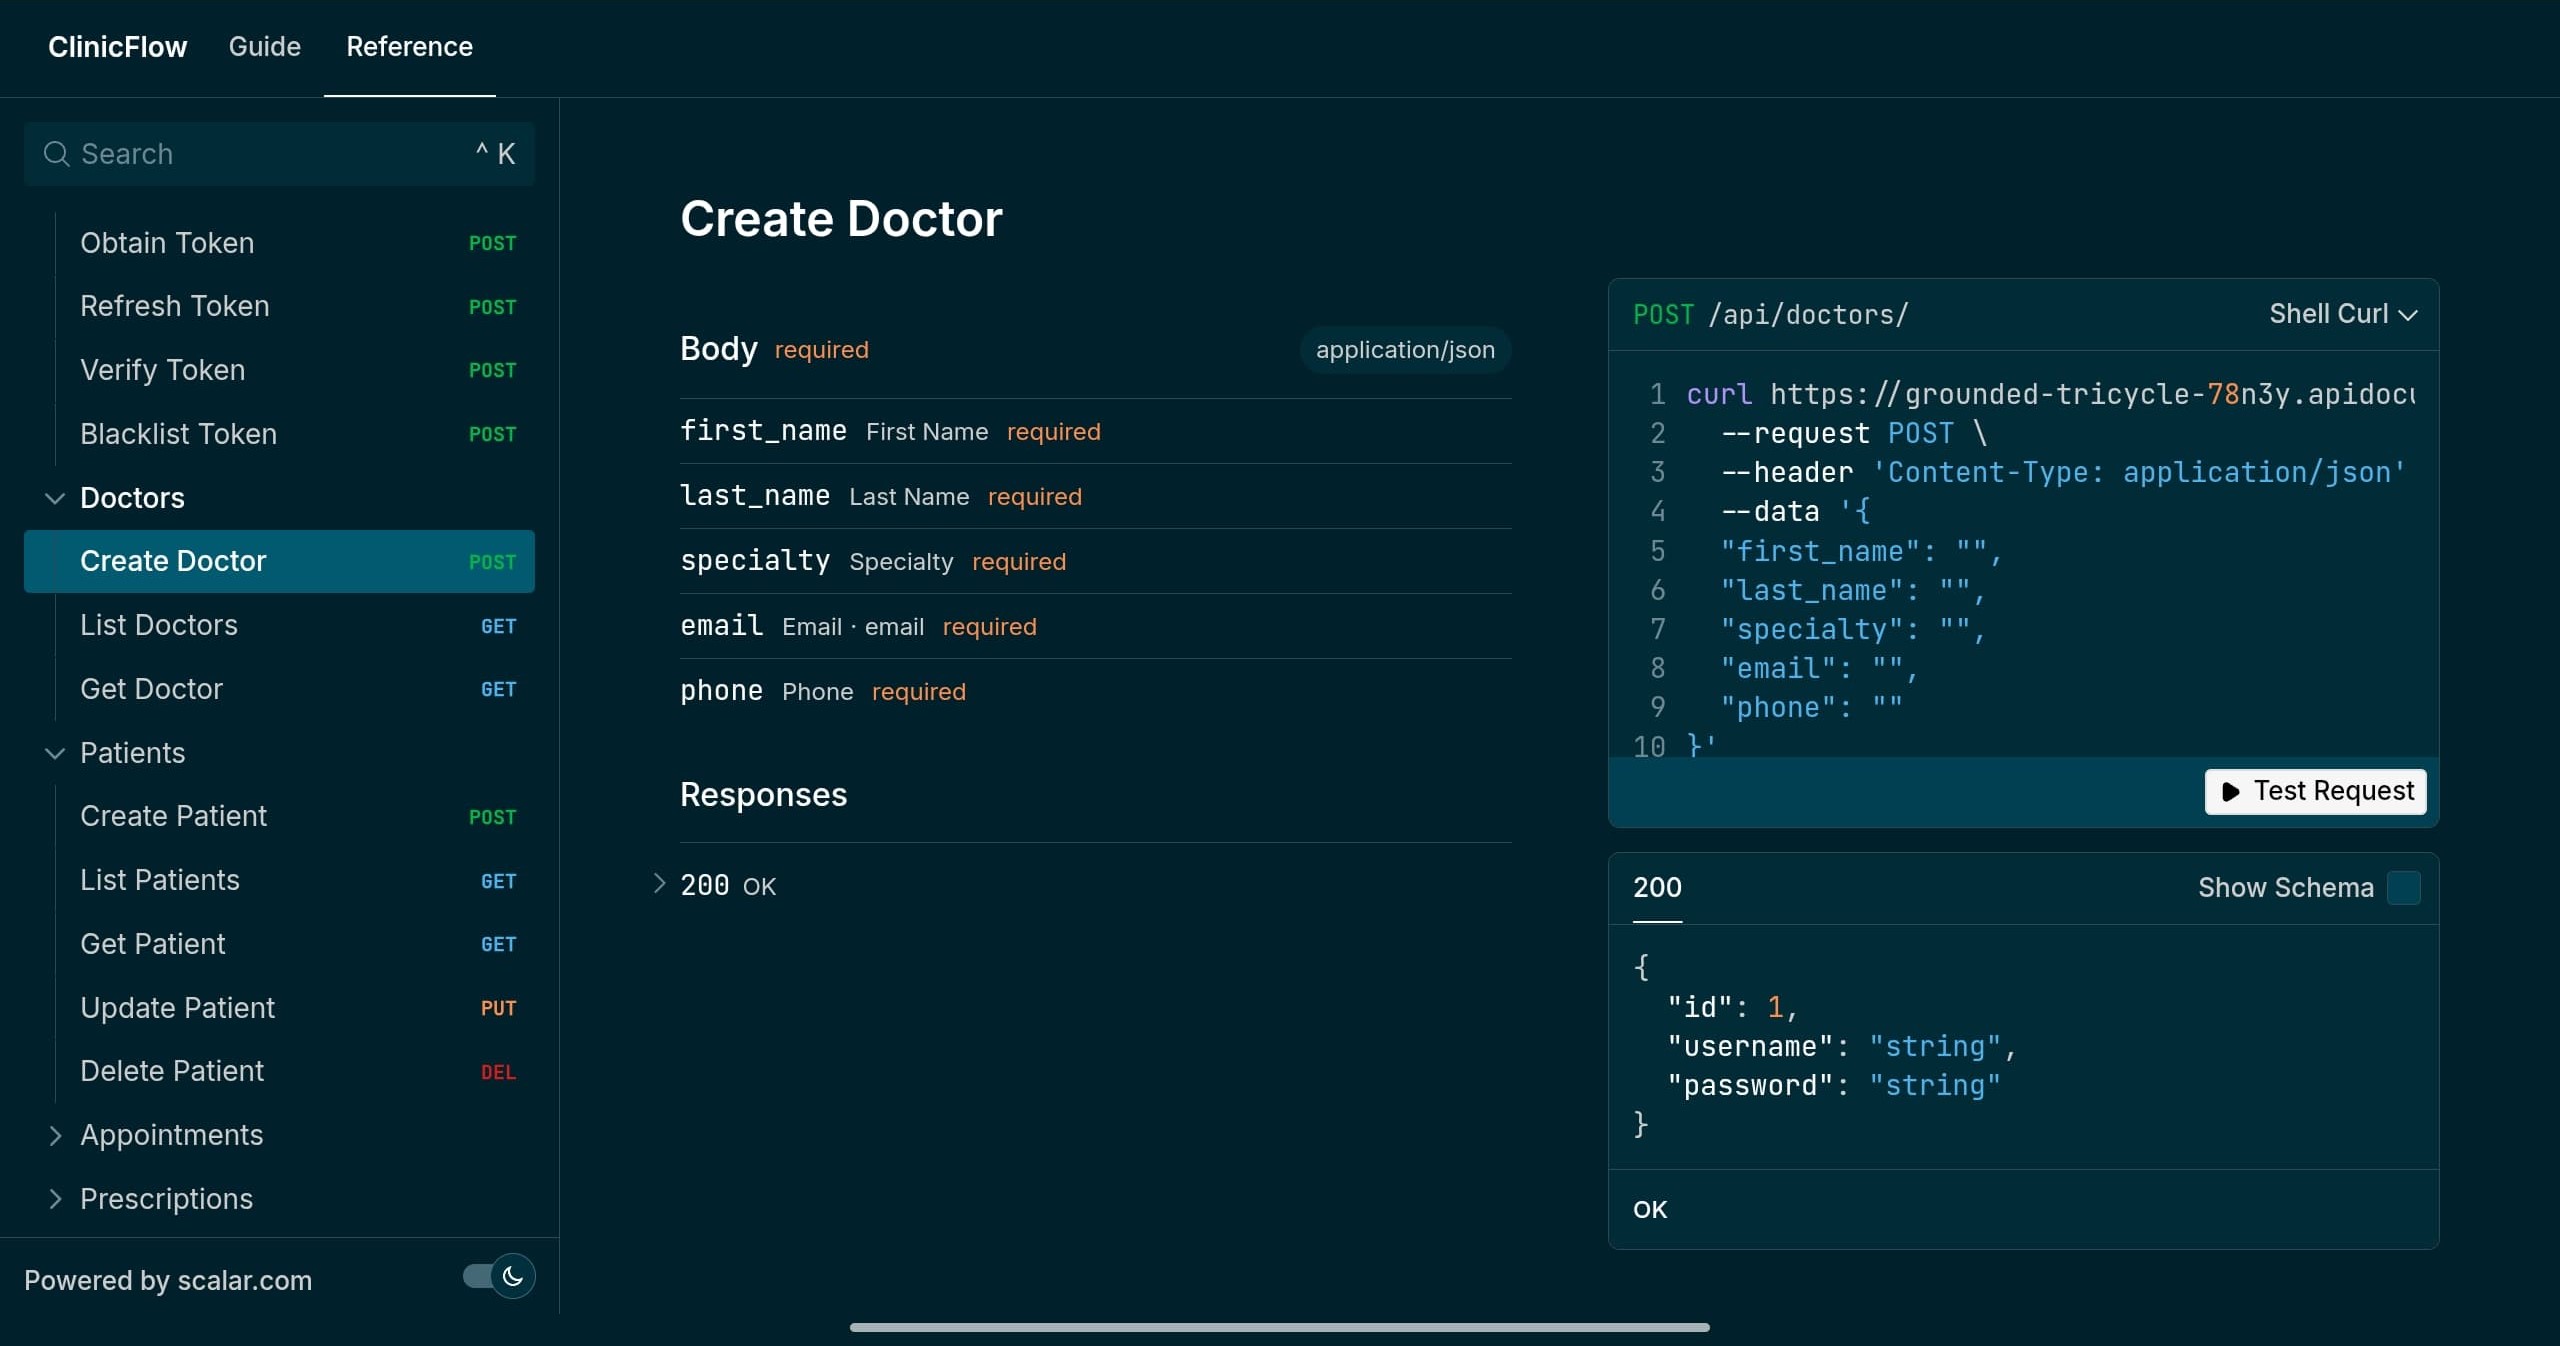 ClinicFlow Guide Reference
Search ^ K
Obtain Token POST
Refresh Token POST
Verify Token POST
Blacklist Token POST
Doctors
Create Doctor POST
List Doctors GET
Get Doctor GET
Patients
Create Patient POST
List Patients GET
Get Patient GET
Update Patient PUT
Delete Patient DEL
Appointments
Prescriptions
Powered by scalar.com
Create Doctor
Body required application/json
first_name First Name required
last_name Last Name required
specialty Specialty required
email Email · email required
phone Phone required
Responses
200 OK
POST /api/doctors/ Shell Curl
1 curl https://grounded-tricycle-78n3y.apidocu
2 --request POST \
3 --header 'Content-Type: application/json'
4 --data '{
5 "first_name": "",
6 "last_name": "",
7 "specialty": "",
8 "email": "",
9 "phone": ""
10 }'
Test Request
200 Show Schema
{
"id": 1,
"username": "string",
"password": "string"
}
OK